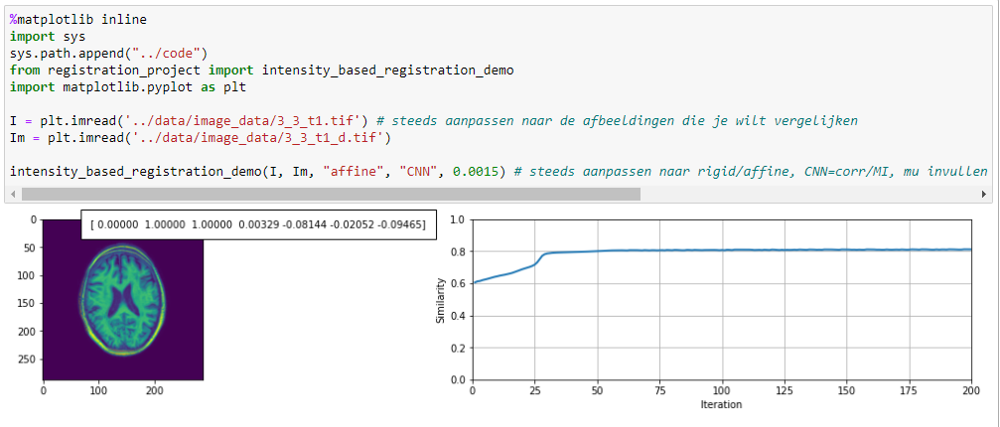 %matplotlib inline
import sys
sys.path.append("../code")
from registration_project import intensity_based_registration_demo
import matplotlib.pyplot as plt
I = plt.imread('../data/image_data/3_3_t1.tif') # steeds aanpassen naar de afbeeldingen die je wilt vergelijken
Im = plt.imread('../data/image_data/3_3_t1_d.tif')
intensity_based_registration_demo(I, Im, "affine", "CNN", 0.0015) # steeds aanpassen naar rigid/affine, CNN=corr/MI, mu invullen
[ 0.00000 1.00000 1.00000 0.00329 -0.08144 -0.02052 -0.09465]
0
50
100
150
200
250
0 100 200
1.0
0.8
0.6
0.4
0.2
0.0
Similarity
0 25 50 75 100 125 150 175 200
Iteration